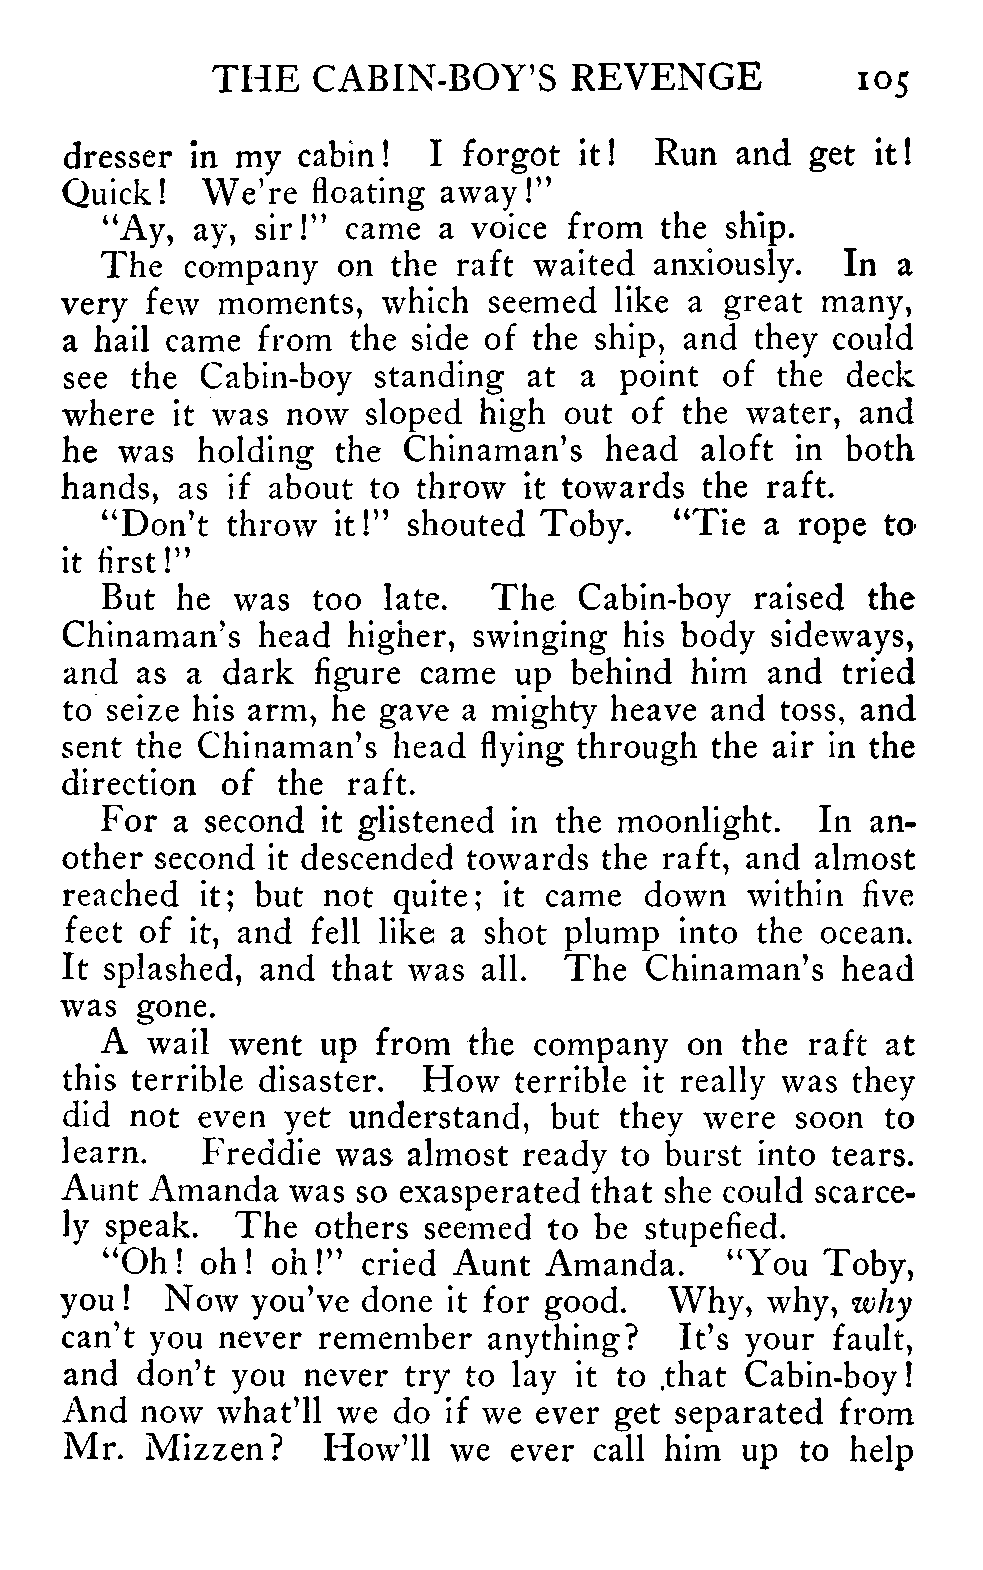 THE CABIN-BOY'S REVENGE 105
dresser in my cabin! I forgot it! Run and get it!
Quick! We're floating away!"
"Ay, ay, sir!" came a voice from the ship.
The company on the raft waited anxiously. In a
very few moments, which seemed like a great many,
a hail came from the side of the ship, and they could
see the Cabin-boy standing at a point of the deck
where it was now sloped high out of the water, and
he was holding the Chinaman's head aloft in both
hands, as if about to throw it towards the raft.
"Don't throw it!" shouted Toby. "Tie a rope to
it first!"
But he was too late. The Cabin-boy raised the
Chinaman's head higher, swinging his body sideways,
and as a dark figure came up behind him and tried
to seize his arm, he gave a mighty heave and toss, and
sent the Chinaman's head flying through the air in the
direction of the raft.
For a second it glistened in the moonlight. In an-
other second it descended towards the raft, and almost
reached it; but not quite; it came down within five
feet of it, and fell like a shot plump into the ocean.
It splashed, and that was all. The Chinaman's head
was gone.
A wail went up from the company on the raft at
this terrible disaster. How terrible it really was they
did not even yet understand, but they were soon to
learn. Freddie was almost ready to burst into tears.
Aunt Amanda was so exasperated that she could scarce-
ly speak. The others seemed to be stupefied.
"Oh! oh! oh!" cried Aunt Amanda. "You Toby,
you! Now you've done it for good. Why, why, why
can't you never remember anything? It's your fault,
and don't you never try to lay it to that Cabin-boy!
And now what'll we do if we ever get separated from
Mr. Mizzen? How'll we ever call him up to help